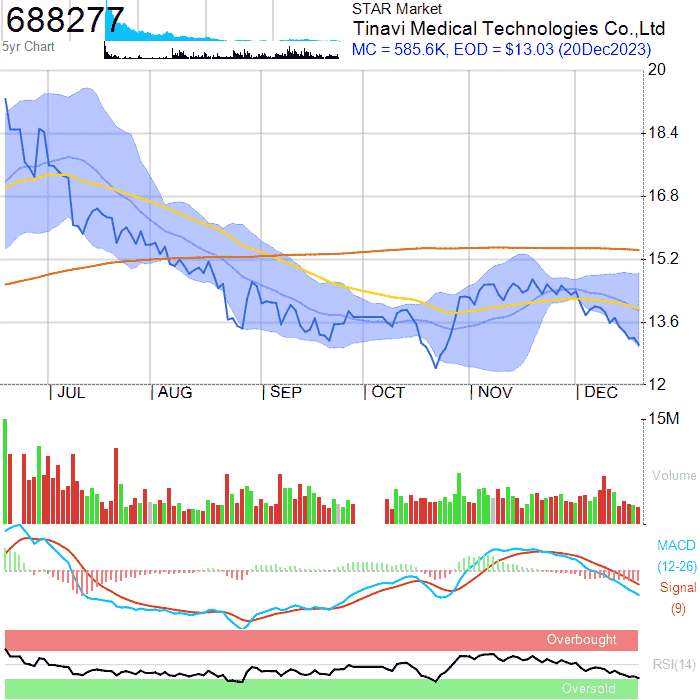 688277
STAR Market
Tinavi Medical Technologies Co.,Ltd
5yr Chart
MC = 585.6K, EOD = $13.03 (20Dec2023)
20
18.4
16.8
15.2
13.6
12
JUL AUG SEP OCT NOV DEC
15M
Volume
MACD
(12-26)
Signal
(9)
Overbought
RSI(14)
Oversold